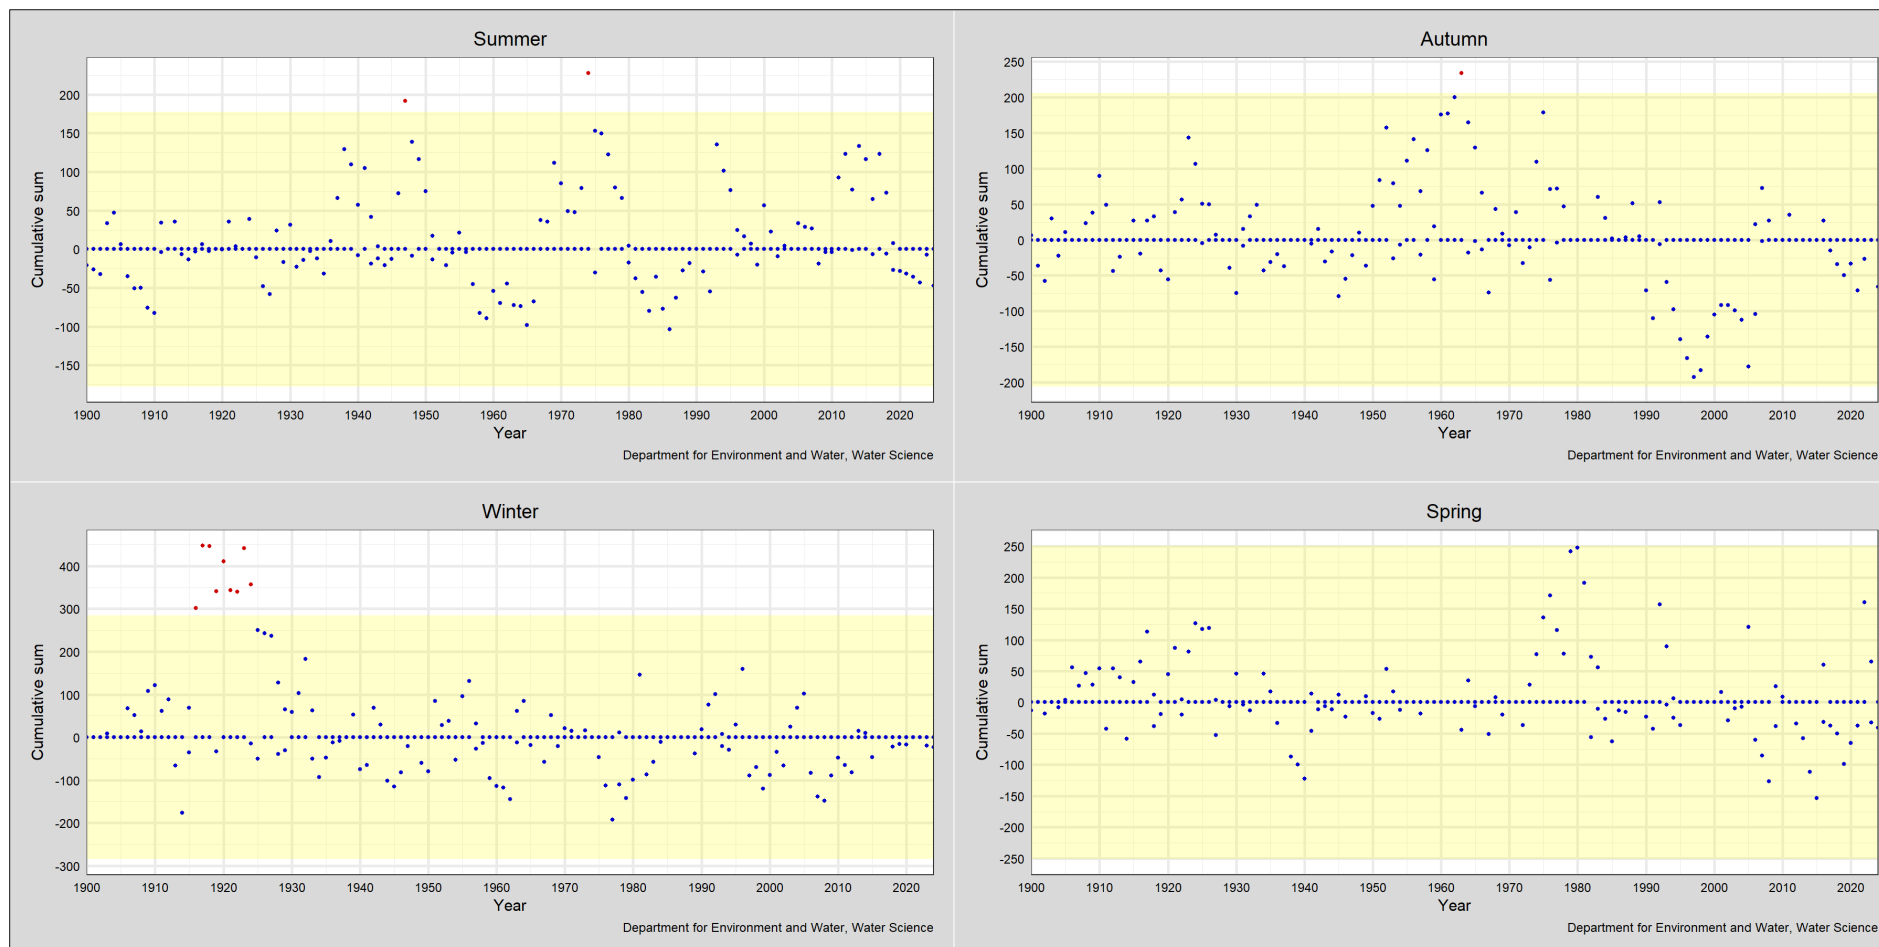 Summer
Cumulative sum
200
150
100
50
0
-50
-100
-150
1900 1910 1920 1930 1940 1950 1960 1970 1980 1990 2000 2010 2020
Year
Department for Environment and Water, Water Science
Autumn
Cumulative sum
250
200
150
100
50
0
-50
-100
-150
-200
1900 1910 1920 1930 1940 1950 1960 1970 1980 1990 2000 2010 2020
Year
Department for Environment and Water, Water Science
Winter
Cumulative sum
400
300
200
100
0
-100
-200
-300
1900 1910 1920 1930 1940 1950 1960 1970 1980 1990 2000 2010 2020
Year
Department for Environment and Water, Water Science
Spring
Cumulative sum
250
200
150
100
50
0
-50
-100
-150
-200
-250
1900 1910 1920 1930 1940 1950 1960 1970 1980 1990 2000 2010 2020
Year
Department for Environment and Water, Water Science